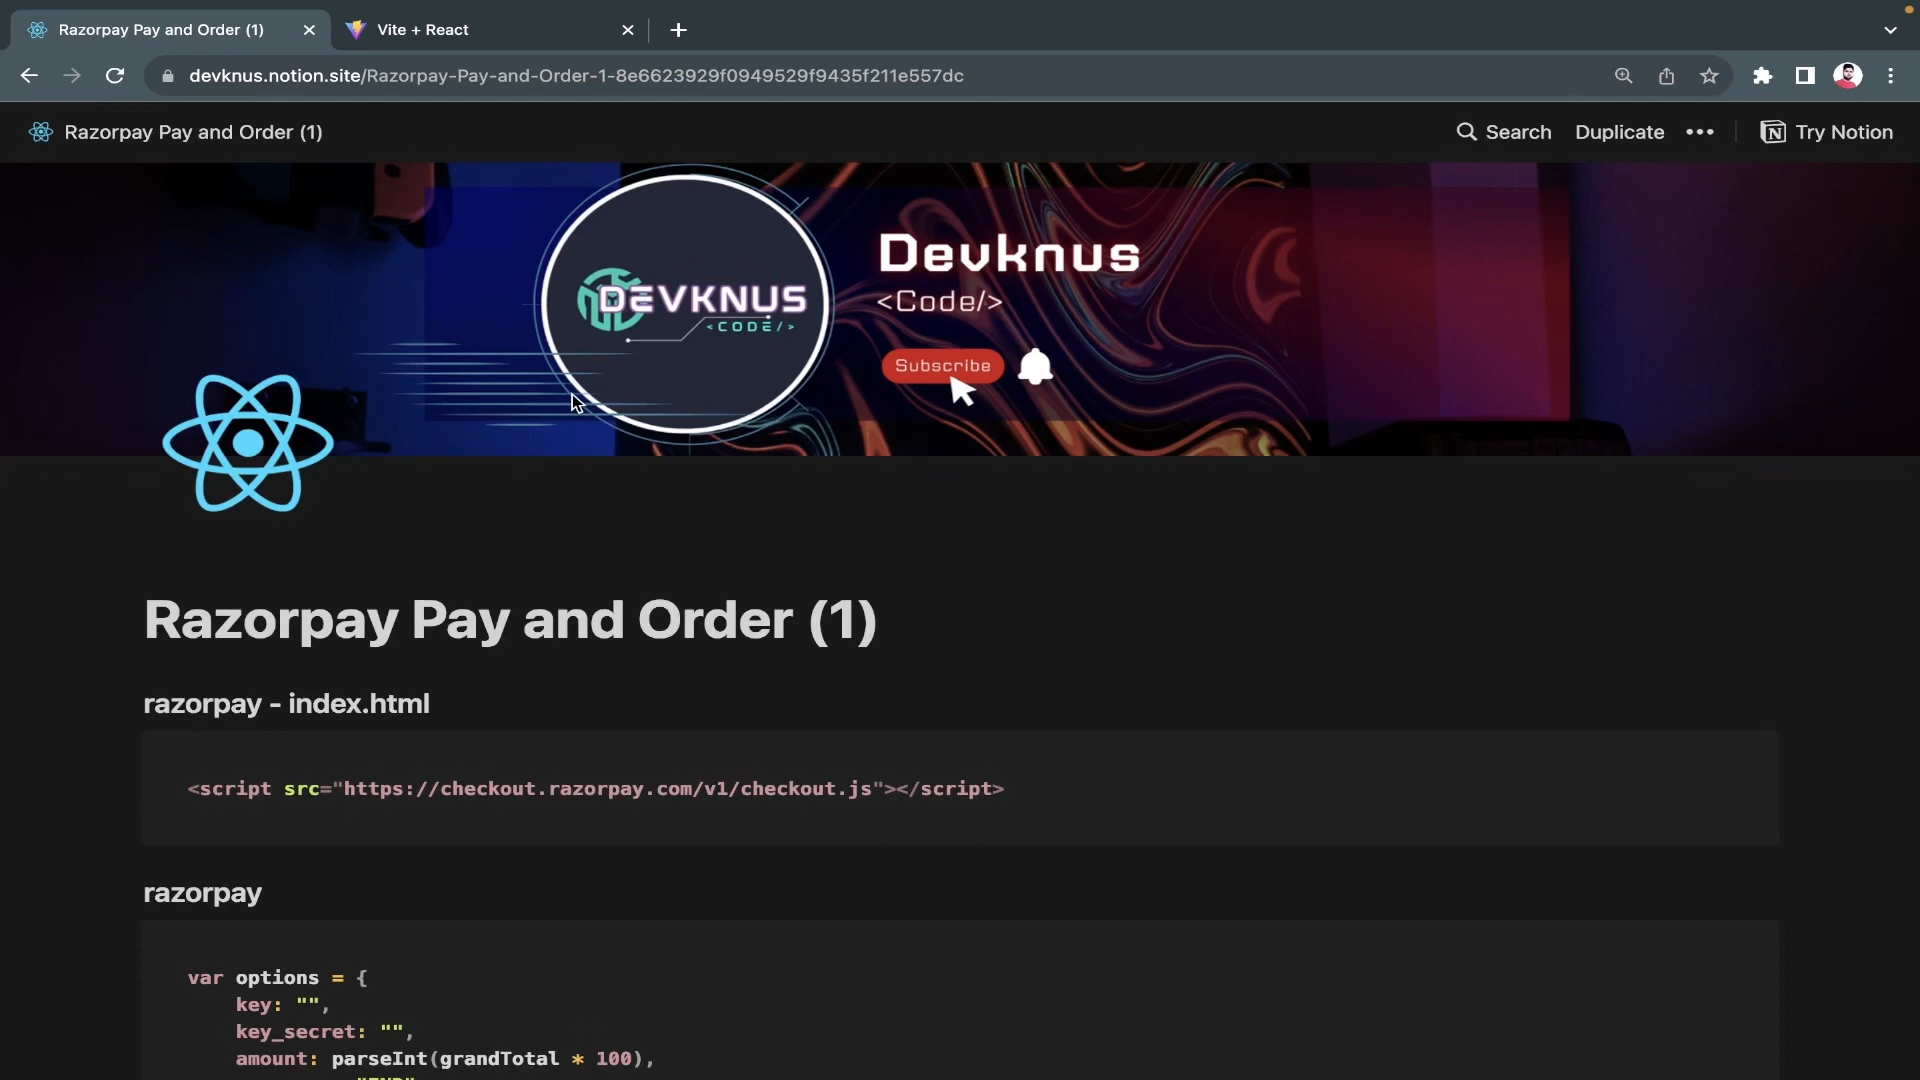 Razorpay Pay and Order (1)
Vite + React
devknus.notion.site/Razorpay-Pay-and-Order-1-8e6623929f0949529f9435f211e557dc
Razorpay Pay and Order (1)
Search
Duplicate
Try Notion
DEVKNUS
<CODE/>
Devknus
<Code/>
Subscribe
Razorpay Pay and Order (1)
razorpay - index.html
<script src="https://checkout.razorpay.com/v1/checkout.js"></script>
razorpay
var options = {
key: "",
key_secret: "",
amount: parseInt(grandTotal * 100),